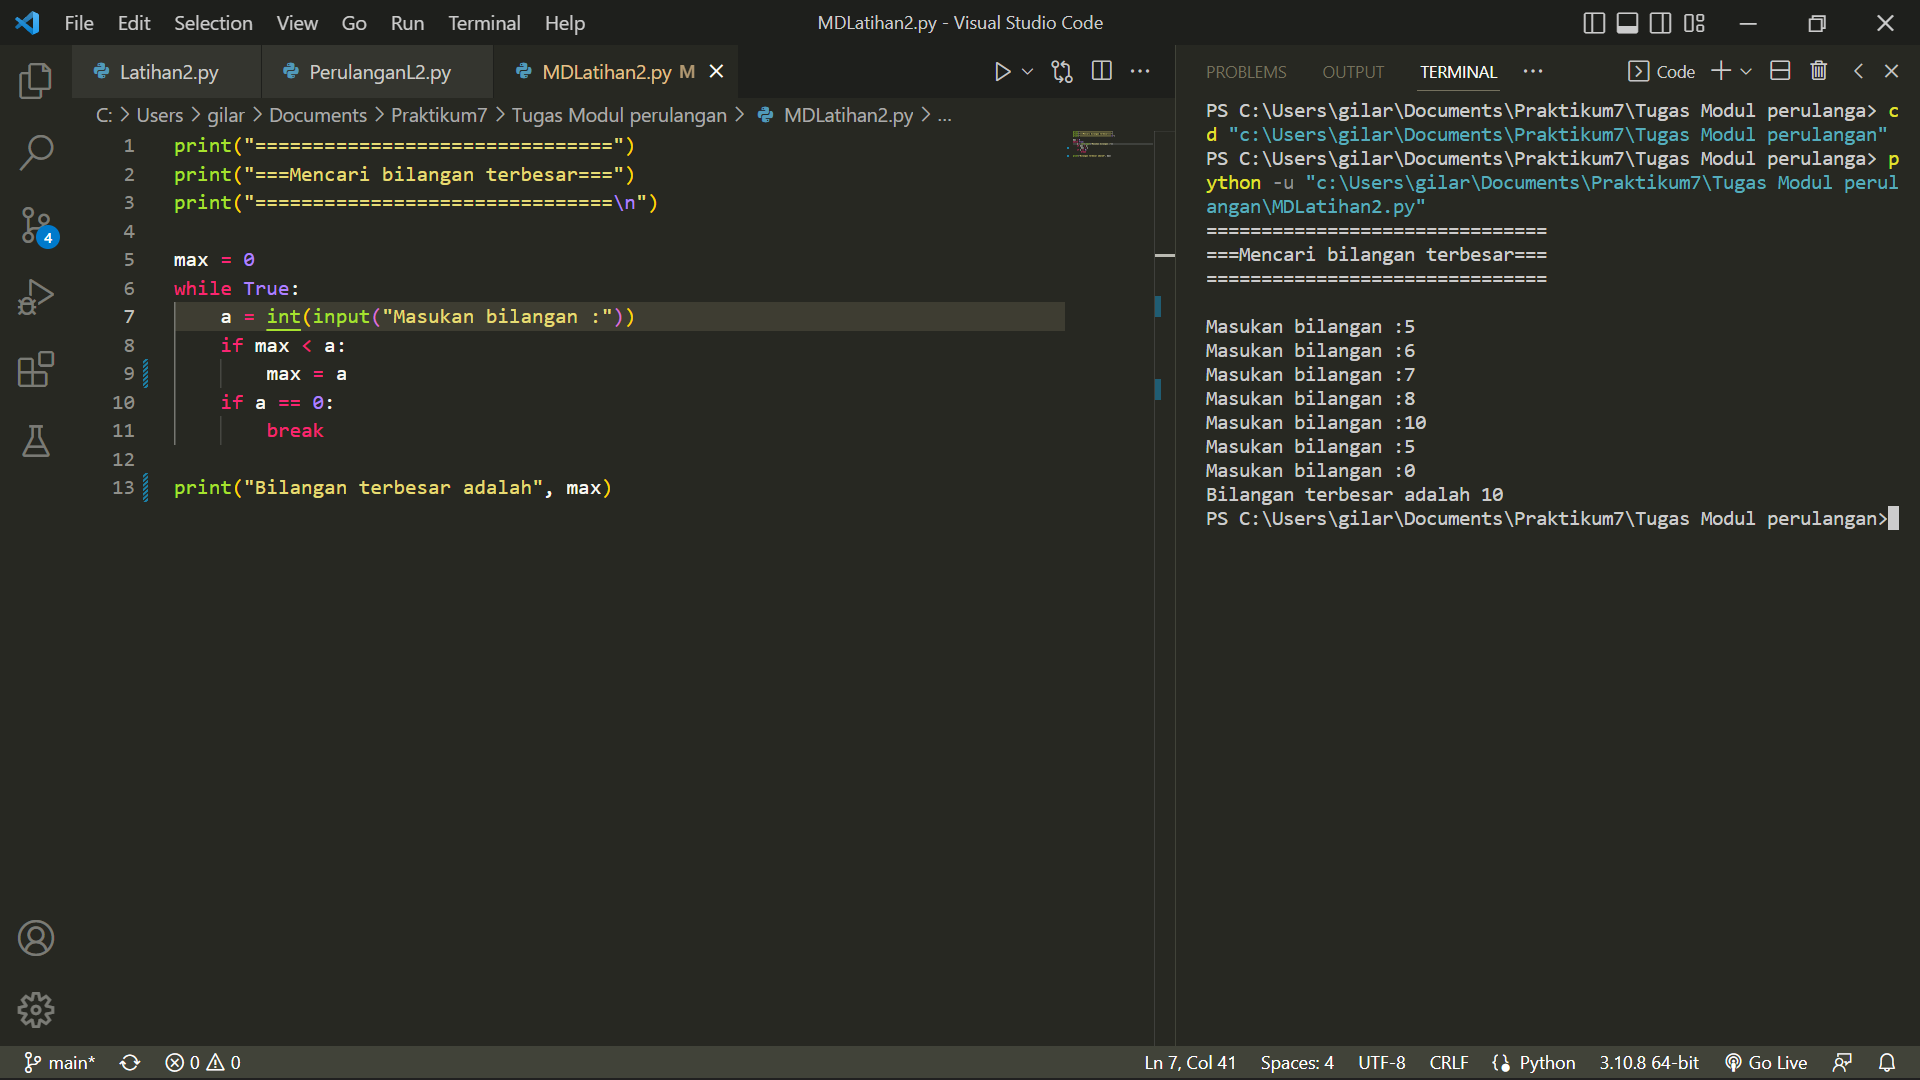 File Edit Selection View Go Run Terminal Help
MDLatihan2.py - Visual Studio Code
Latihan2.py PerulanganL2.py MDLatihan2.py M
C: > Users > gilar > Documents > Praktikum7 > Tugas Modul perulangan > MDLatihan2.py > ...
1 print("===============================")
2 print("===Mencari bilangan terbesar===")
3 print("===============================\n")
4
5 max = 0
6 while True:
7 a = int(input("Masukan bilangan :"))
8 if max < a:
9 max = a
10 if a == 0:
11 break
12
13 print("Bilangan terbesar adalah", max)
4
PROBLEMS OUTPUT TERMINAL ... Code
PS C:\Users\gilar\Documents\Praktikum7\Tugas Modul perulanga> c
d "c:\Users\gilar\Documents\Praktikum7\Tugas Modul perulangan"
PS C:\Users\gilar\Documents\Praktikum7\Tugas Modul perulanga> p
ython -u "c:\Users\gilar\Documents\Praktikum7\Tugas Modul perul
angan\MDLatihan2.py"
===============================
===Mencari bilangan terbesar===
===============================
Masukan bilangan :5
Masukan bilangan :6
Masukan bilangan :7
Masukan bilangan :8
Masukan bilangan :10
Masukan bilangan :5
Masukan bilangan :0
Bilangan terbesar adalah 10
PS C:\Users\gilar\Documents\Praktikum7\Tugas Modul perulangan>
main* 0 0 Ln 7, Col 41 Spaces: 4 UTF-8 CRLF Python 3.10.8 64-bit Go Live